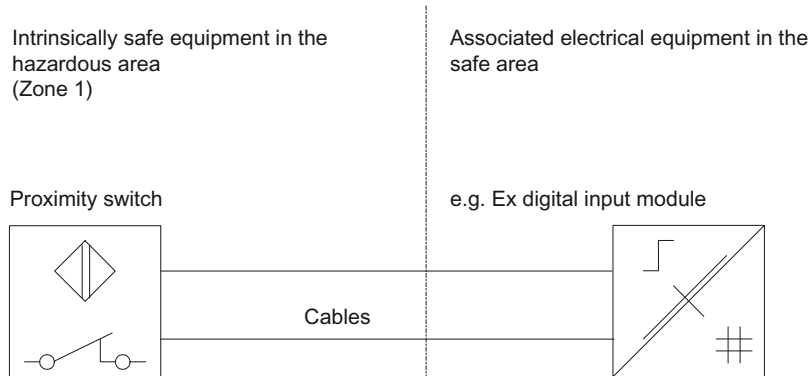 Intrinsically safe equipment in the
hazardous area
(Zone 1)
Associated electrical equipment in the
safe area
Proximity switch
e.g. Ex digital input module
Cables